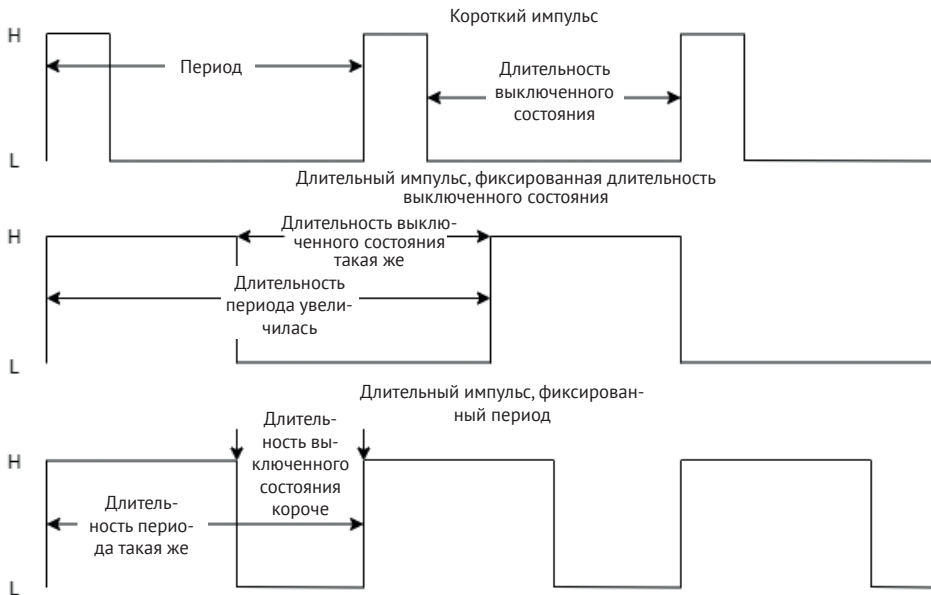 Короткий импульс
H
Период
Длительность
выключенного
состояния
L
Длительный импульс, фиксированная длительность
выключенного состояния
H
Длительность выклю-
ченного состояния
такая же
Длительность
периода увели-
чилась
L
Длительный импульс, фиксирован-
ный период
Длитель-
ность вы-
ключенного
состояния
короче
H
Длитель-
ность перио-
да такая же
L